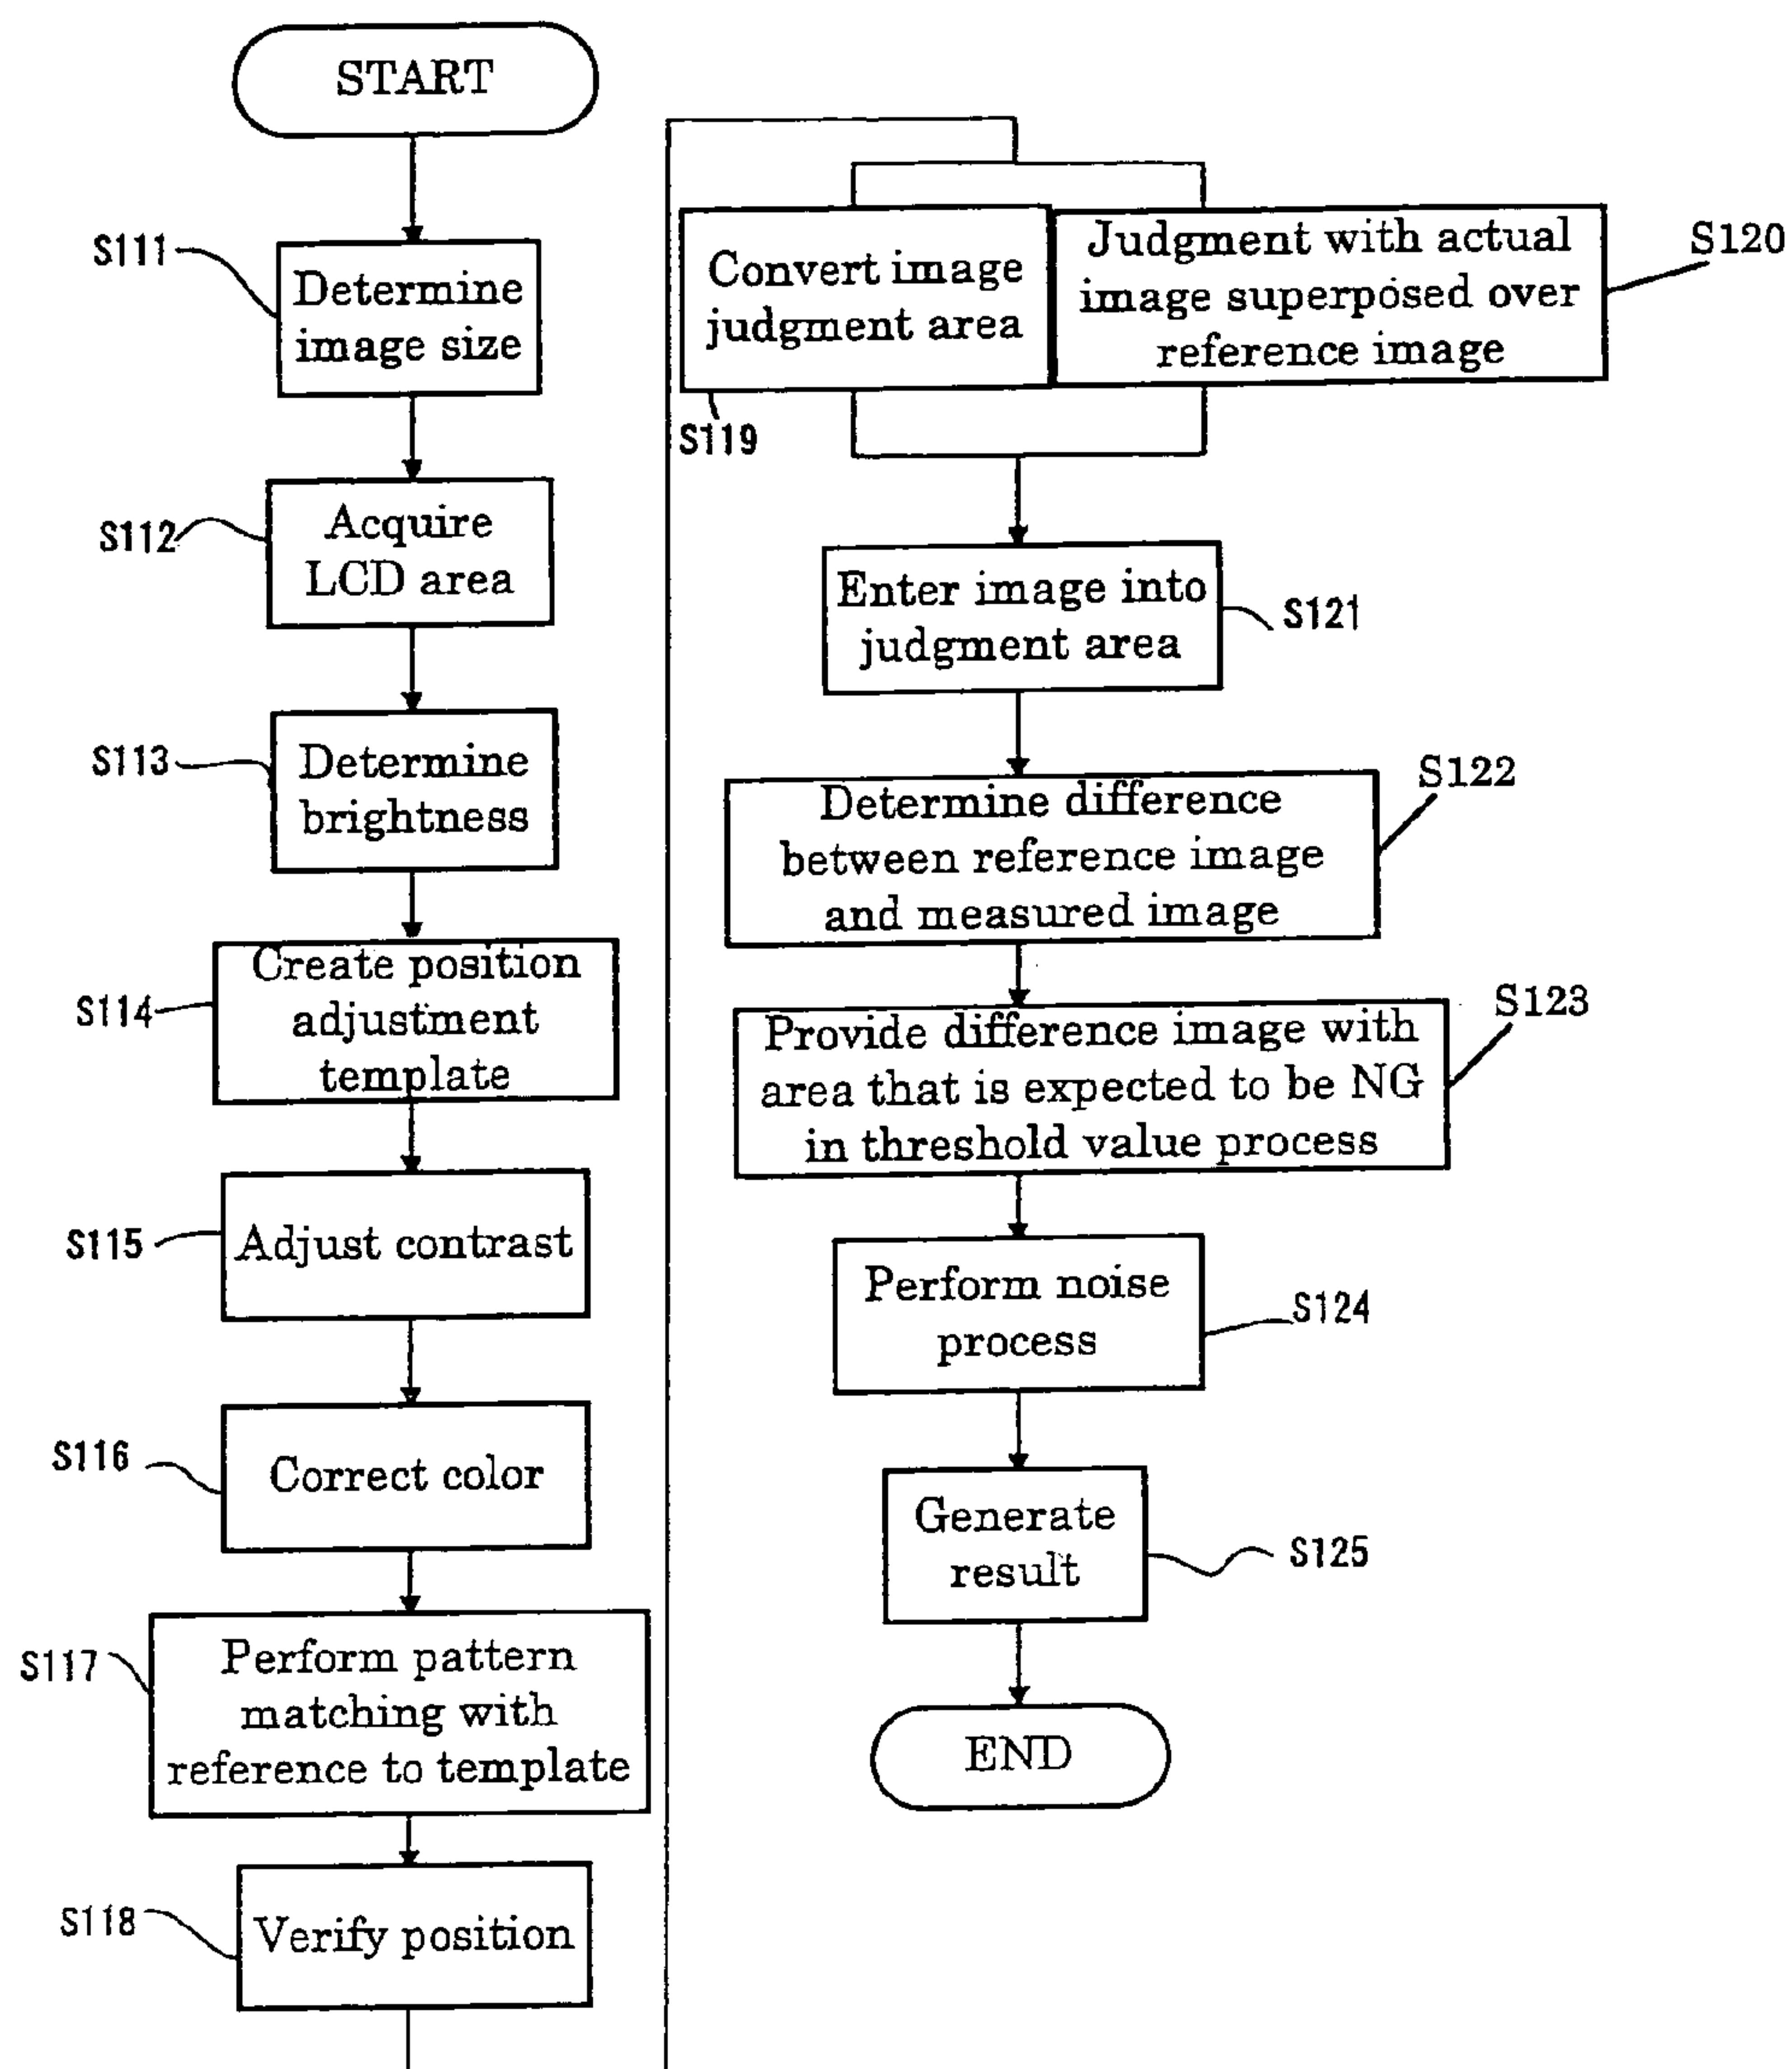 START
S111
Determine
image size
S112
Acquire
LCD area
S113
Determine
brightness
S114
Create position
adjustment
template
S115
Adjust contrast
S116
Correct color
S117
Perform pattern
matching with
reference to template
S118
Verify position
Convert image
judgment area
S119
Judgment with actual
image superposed over
reference image
S120
Enter image into
judgment area
S121
Determine difference
between reference image
and measured image
S122
Provide difference image with
area that is expected to be NG
in threshold value process
S123
Perform noise
process
S124
Generate
result
S125
END